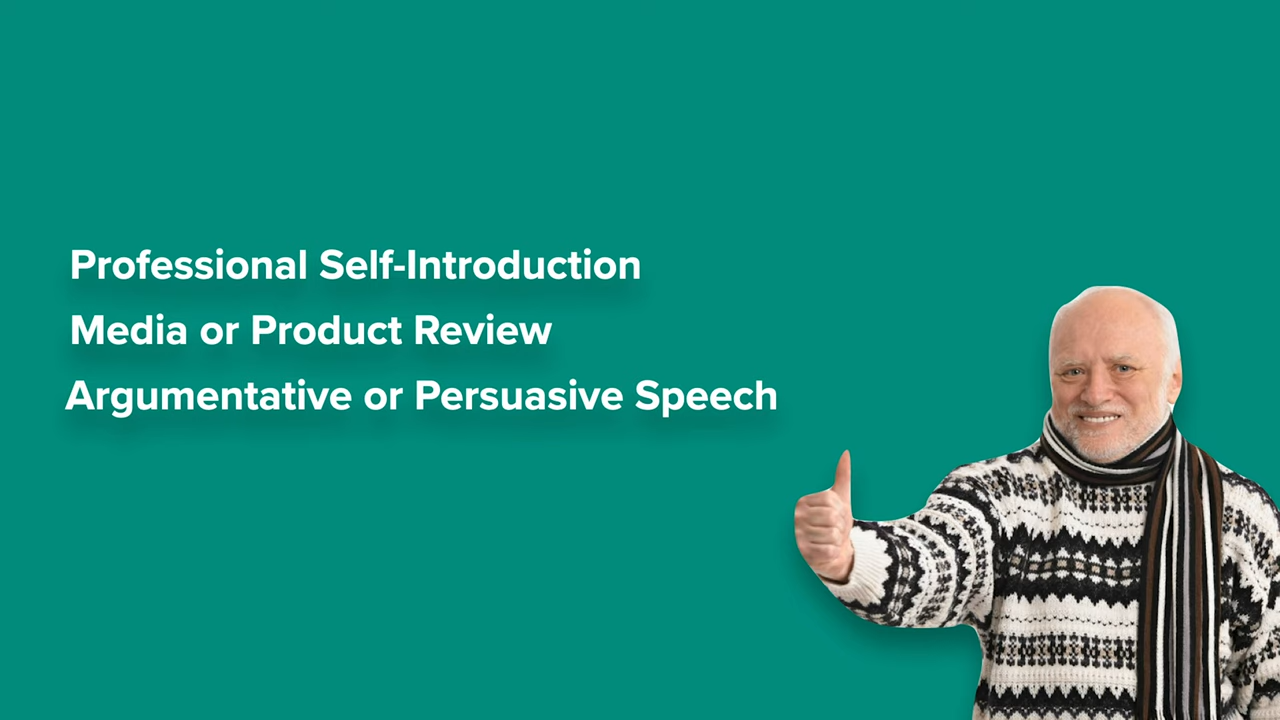 Professional Self-Introduction
Media or Product Review
Argumentative or Persuasive Speech